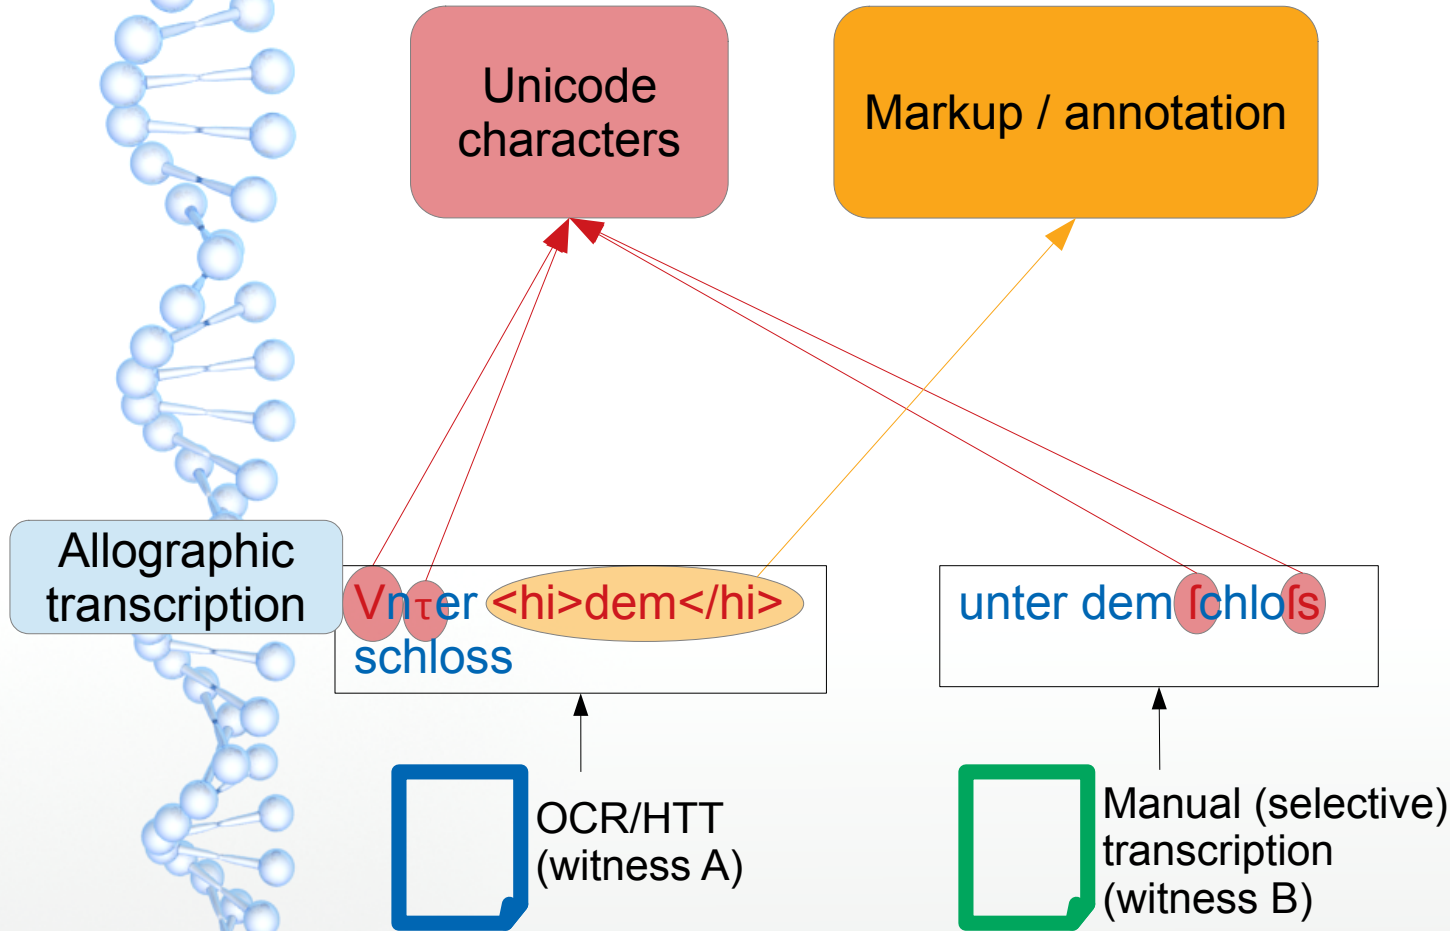 Unicode
characters
Markup / annotation
Allographic
transcription
Vnτer <hi>dem</hi>
schloss
unter dem ſchloſs
OCR/HTT
(witness A)
Manual (selective)
transcription
(witness B)